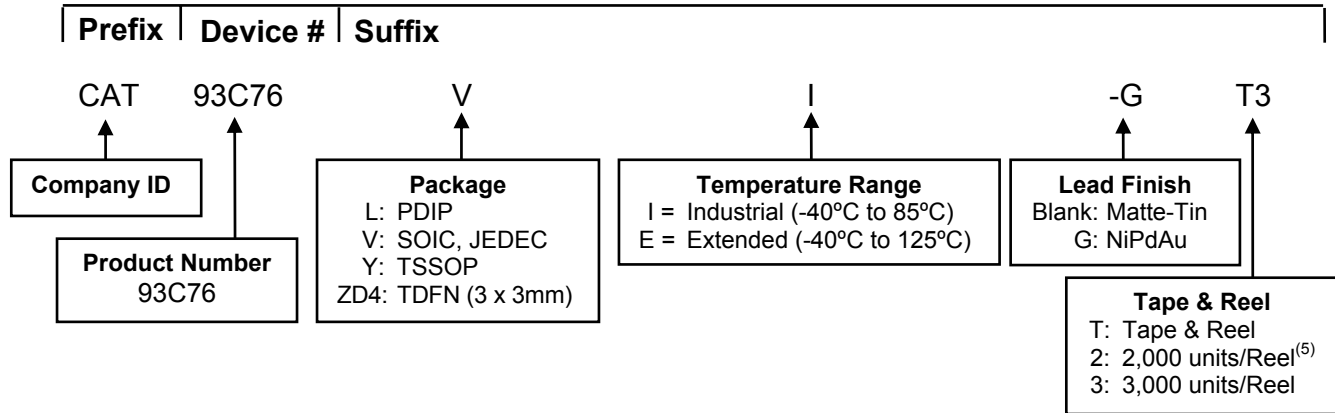 Prefix Device # Suffix
CAT 93C76 V I -G T3
Company ID
Product Number
93C76
Package
L: PDIP
V: SOIC, JEDEC
Y: TSSOP
ZD4: TDFN (3 x 3mm)
Temperature Range
I = Industrial (-40ºC to 85ºC)
E = Extended (-40ºC to 125ºC)
Lead Finish
Blank: Matte-Tin
G: NiPdAu
Tape & Reel
T: Tape & Reel
2: 2,000 units/Reel(5)
3: 3,000 units/Reel